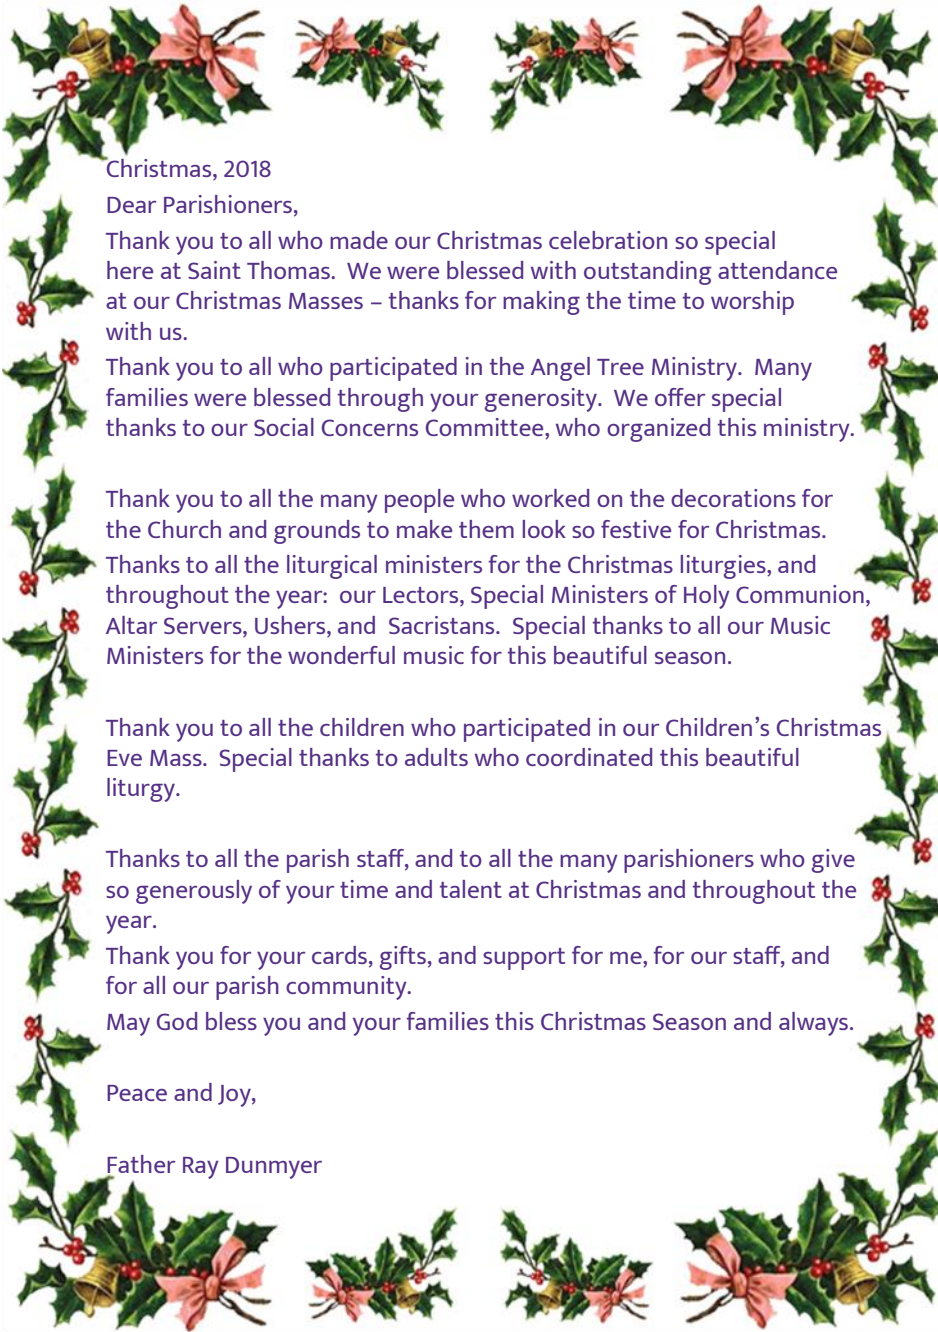 Christmas, 2018
Dear Parishioners,
Thank you to all who made our Christmas celebration so special
here at Saint Thomas.  We were blessed with outstanding attendance
at our Christmas Masses – thanks for making the time to worship
with us.
Thank you to all who participated in the Angel Tree Ministry.  Many
families were blessed through your generosity.  We offer special
thanks to our Social Concerns Committee, who organized this ministry.
Thank you to all the many people who worked on the decorations for
the Church and grounds to make them look so festive for Christmas.
Thanks to all the liturgical ministers for the Christmas liturgies, and
throughout the year:  our Lectors, Special Ministers of Holy Communion,
Altar Servers, Ushers, and  Sacristans.  Special thanks to all our Music
Ministers for the wonderful music for this beautiful season.
Thank you to all the children who participated in our Children’s Christmas
Eve Mass.  Special thanks to adults who coordinated this beautiful
liturgy.
Thanks to all the parish staff, and to all the many parishioners who give
so generously of your time and talent at Christmas and throughout the
year.
Thank you for your cards, gifts, and support for me, for our staff, and
for all our parish community.
May God bless you and your families this Christmas Season and always.
Peace and Joy,
Father Ray Dunmyer